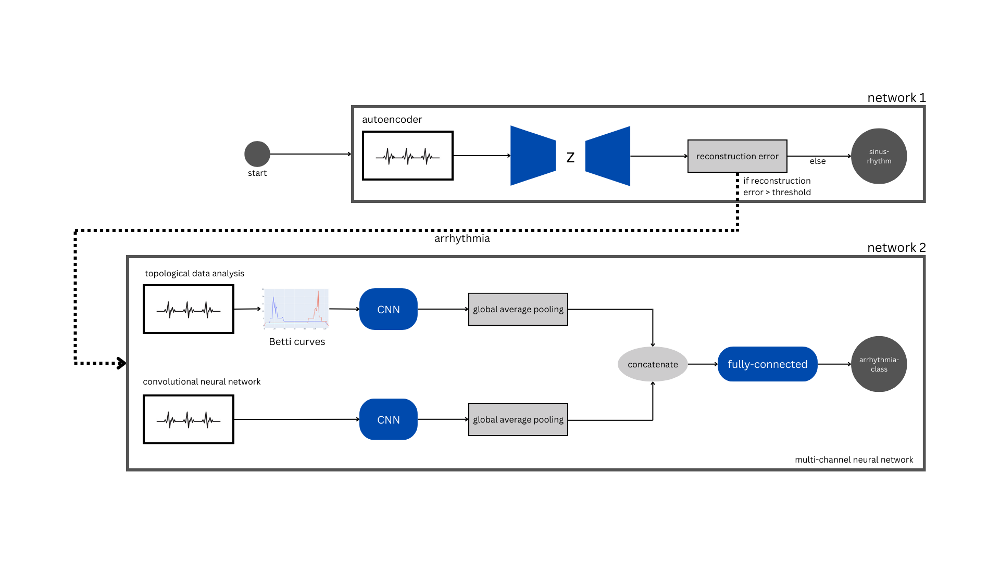 network 1
autoencoder
start
z
reconstruction error
else
sinus-
rhythm
if reconstruction
error > threshold
arrhythmia
network 2
topological data analysis
Betti curves
CNN
global average pooling
concatenate
fully-connected
arrhythmia-
class
convolutional neural network
CNN
global average pooling
multi-channel neural network